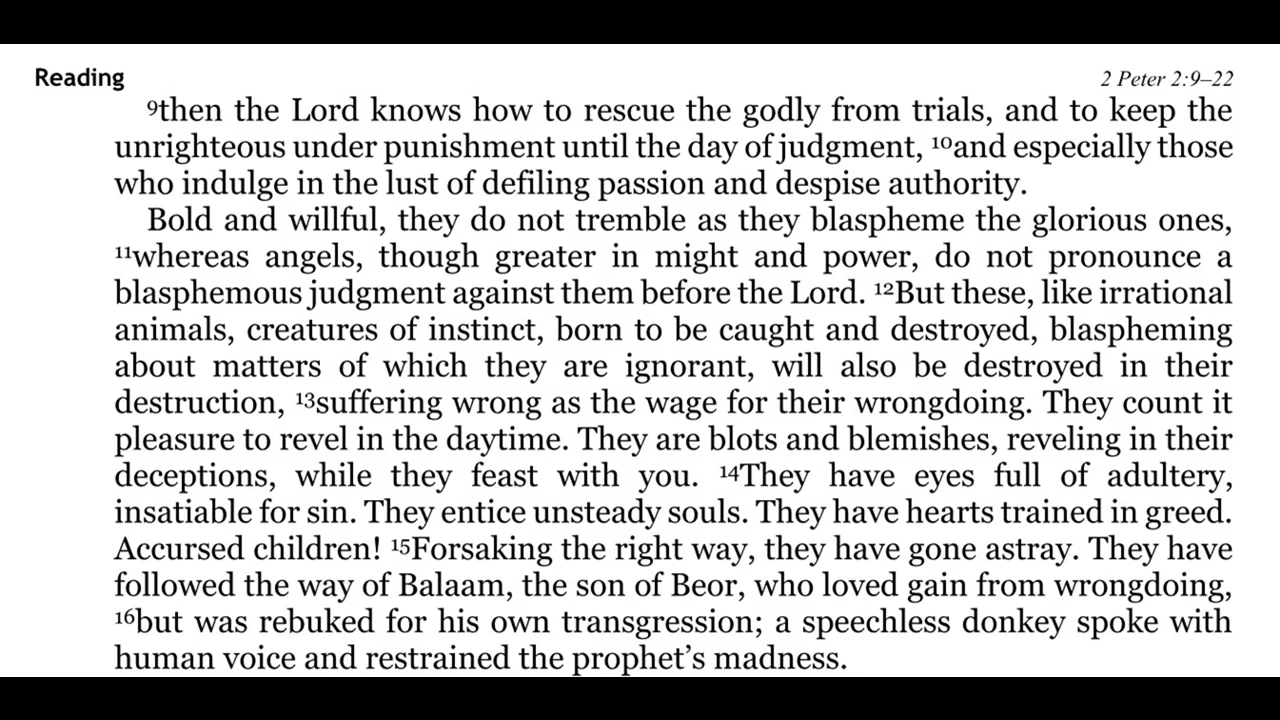 Reading 2 Peter 2:9–22
⁹then the Lord knows how to rescue the godly from trials, and to keep the
unrighteous under punishment until the day of judgment, ¹⁰and especially those
who indulge in the lust of defiling passion and despise authority.
Bold and willful, they do not tremble as they blaspheme the glorious ones,
¹¹whereas angels, though greater in might and power, do not pronounce a
blasphemous judgment against them before the Lord. ¹²But these, like irrational
animals, creatures of instinct, born to be caught and destroyed, blaspheming
about matters of which they are ignorant, will also be destroyed in their
destruction, ¹³suffering wrong as the wage for their wrongdoing. They count it
pleasure to revel in the daytime. They are blots and blemishes, reveling in their
deceptions, while they feast with you. ¹⁴They have eyes full of adultery,
insatiable for sin. They entice unsteady souls. They have hearts trained in greed.
Accursed children! ¹⁵Forsaking the right way, they have gone astray. They have
followed the way of Balaam, the son of Beor, who loved gain from wrongdoing,
¹⁶but was rebuked for his own transgression; a speechless donkey spoke with
human voice and restrained the prophet’s madness.